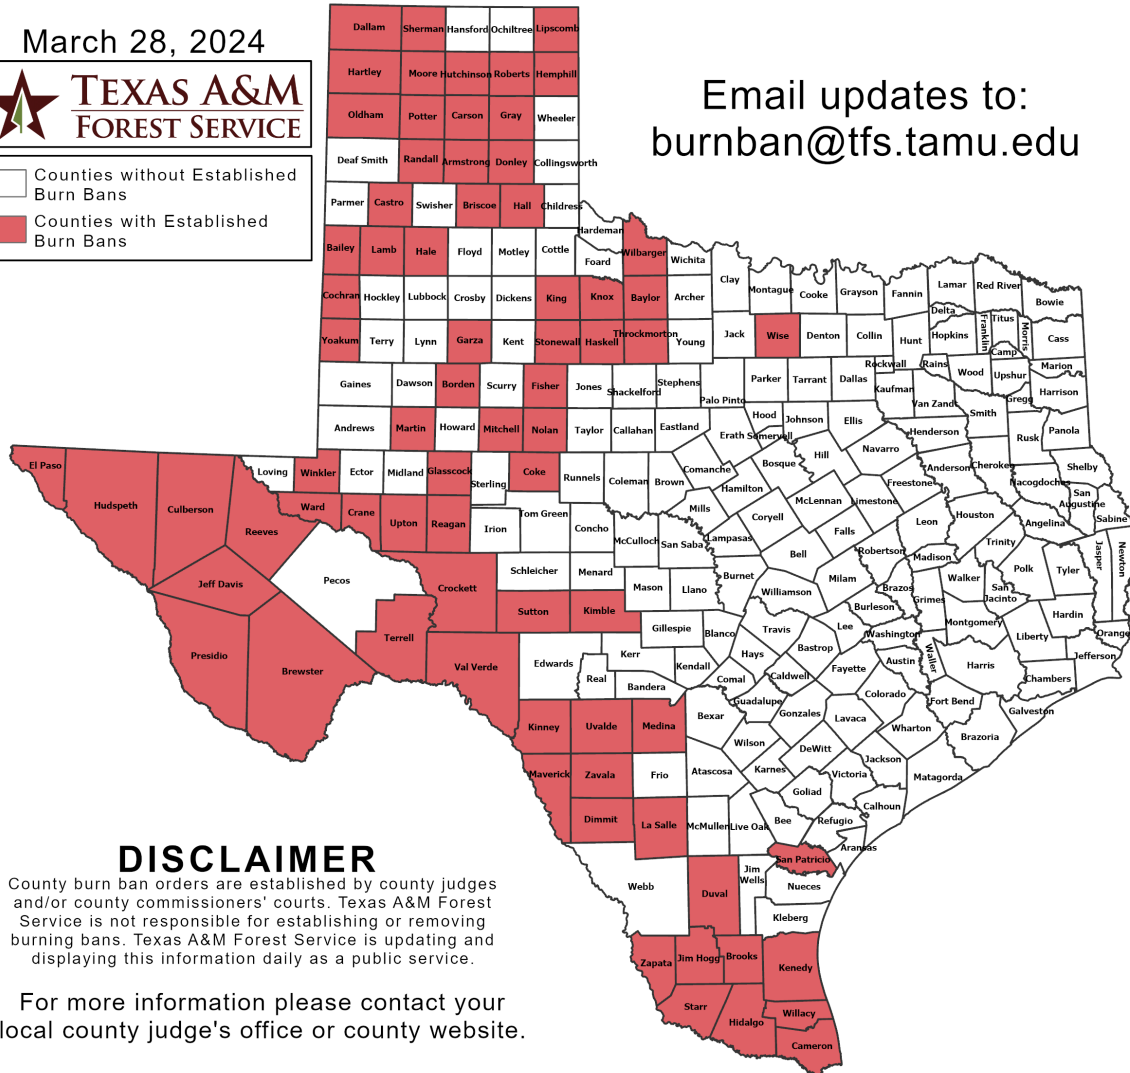 March 28, 2024
TEXAS A&M
FOREST SERVICE
Counties without Established
Burn Bans
Counties with Established
Burn Bans
Email updates to:
burnban@tfs.tamu.edu
Dallam Sherman Hansford Ochiltree Lipscomb
Hartley Moore Hutchinson Roberts Hemphill
Oldham Potter Carson Gray Wheeler
Deaf Smith Randall Armstrong Donley Collingsworth
Parmer Castro Swisher Briscoe Hall Childress
Hardeman
Bailey Lamb Hale Floyd Motley Cottle Foard Wilbarger Wichita
Clay Montague Cooke Grayson Fannin Lamar Red River Bowie
Cochran Hockley Lubbock Crosby Dickens King Knox Baylor Archer
Delta Titus Franklin Morris
Yoakum Terry Lynn Garza Kent Stonewall Haskell Throckmorton Young Jack Wise Denton Collin Hunt Hopkins Cass
Camp
Rockwall Rains Wood Upshur Marion
Gaines Dawson Borden Scurry Fisher Jones Shackelford Stephens Palo Pinto Parker Tarrant Dallas Kaufman Van Zandt Gregg Harrison
Andrews Martin Howard Mitchell Nolan Taylor Callahan Eastland Erath Somervell Hood Johnson Ellis Henderson Smith Rusk Panola
El Paso Loving Winkler Ector Midland Glasscock Sterling Coke Runnels Coleman Brown Comanche Bosque Hill Navarro Anderson Cherokee Shelby
Hamilton Freestone Nacogdoches
Hudspeth Culberson Reeves Ward Crane Upton Reagan Irion Tom Green Concho McCulloch San Saba Mills Lampasas Coryell McLennan Limestone Leon Houston Angelina San
Augustine Sabine
Falls Robertson Madison Trinity Polk Tyler Jasper Newton
Jeff Davis Pecos Crockett Schleicher Menard Mason Llano Burnet Bell Milam Brazos Grimes Walker San
Jacinto
Terrell Sutton Kimble Gillespie Blanco Williamson Travis Lee Burleson Washington Montgomery Liberty Hardin Orange
Presidio Brewster Val Verde Edwards Real Kerr Kendall Bandera Hays Comal Bastrop Caldwell Fayette Austin Waller Harris Jefferson Chambers
Kinney Uvalde Medina Bexar Guadalupe Gonzales Lavaca Colorado Wharton Fort Bend Brazoria Galveston
Wilson DeWitt Jackson
Maverick Zavala Frio Atascosa Karnes Goliad Victoria Matagorda
Dimmit La Salle McMullen Live Oak Bee Refugio Calhoun
Aransas
San Patricio
Webb Duval Jim
Wells Nueces
Kleberg
Zapata Jim Hogg Brooks Kenedy
Starr Hidalgo Willacy
Cameron
DISCLAIMER
County burn ban orders are established by county judges
and/or county commissioners' courts. Texas A&M Forest
Service is not responsible for establishing or removing
burning bans. Texas A&M Forest Service is updating and
displaying this information daily as a public service.
For more information please contact your
local county judge's office or county website.